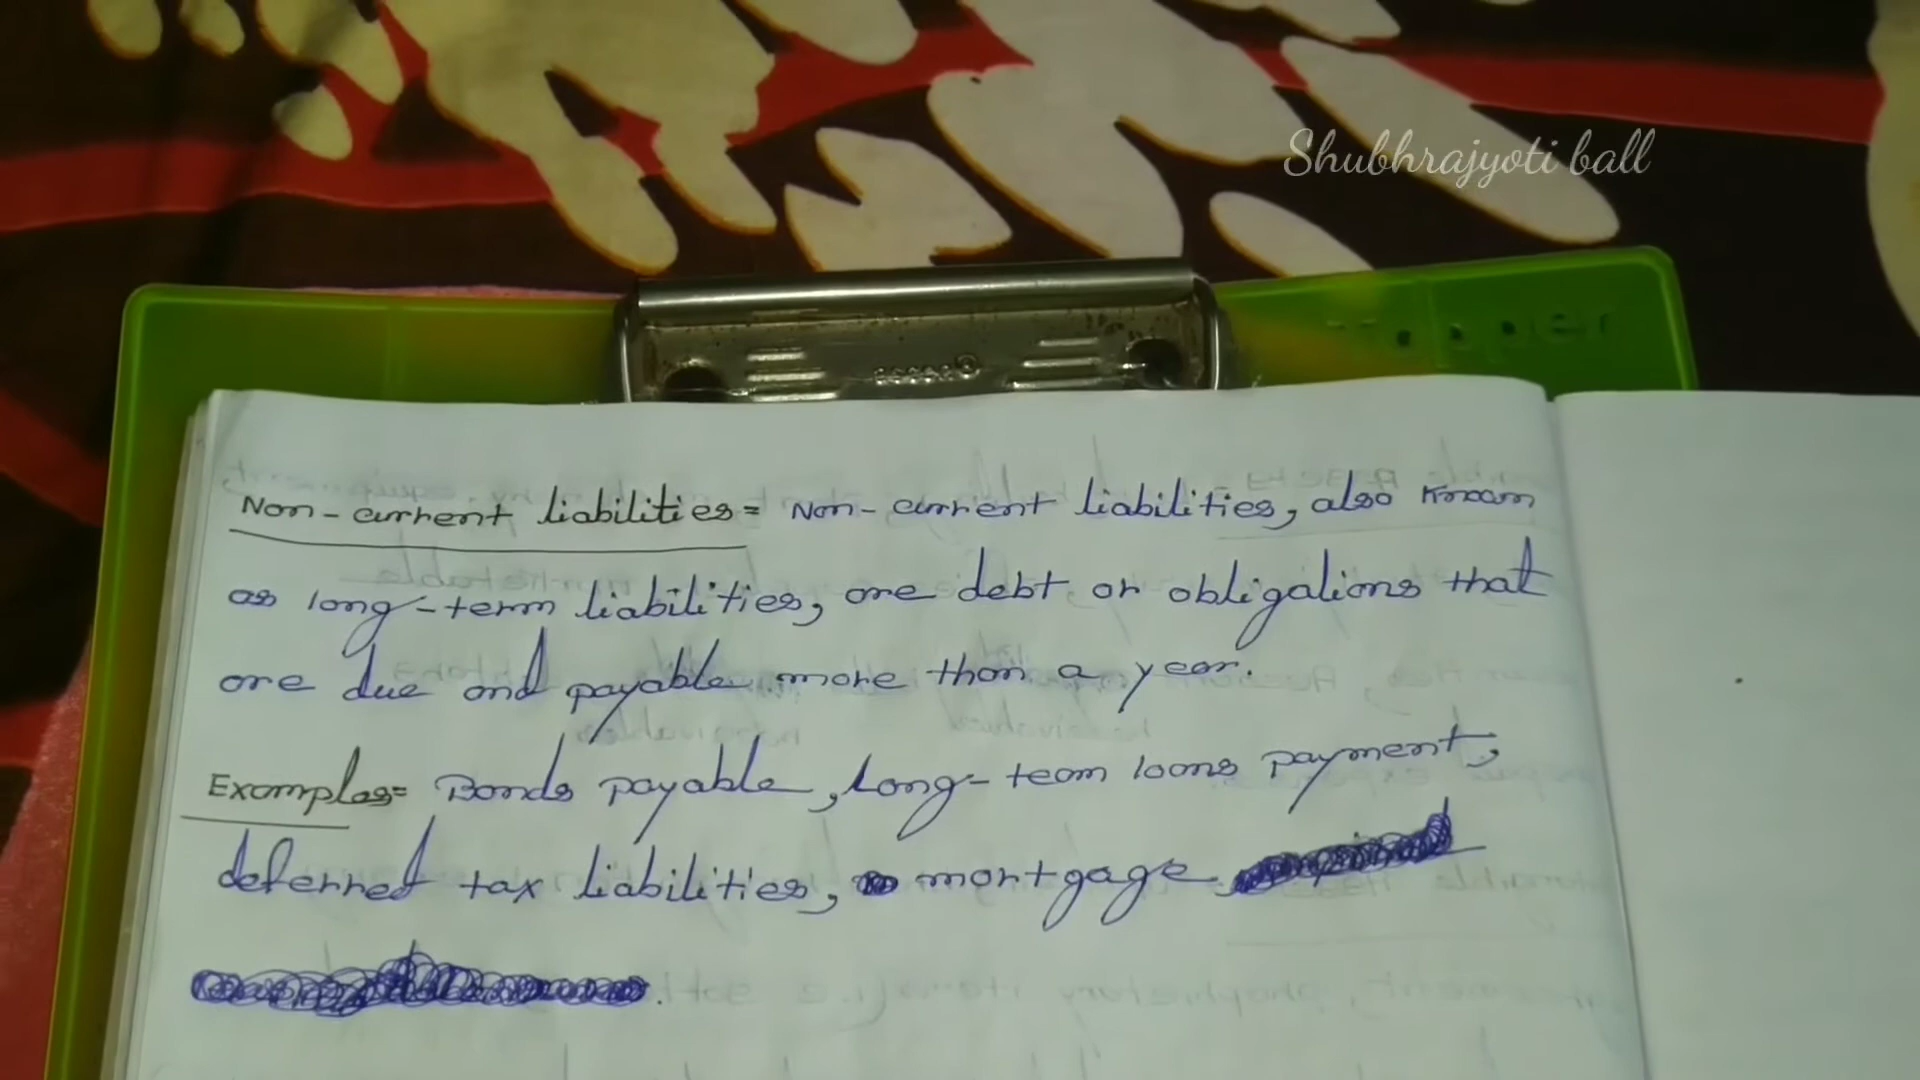 Shubhrajyoti ball
Non-current liabilities = Non-current liabilities, also known
as long-term liabilities, are debt or obligations that
are due and payable more than a year.
Examples = Bonds payable, Long-term loans payment,
deferred tax liabilities, mortgage